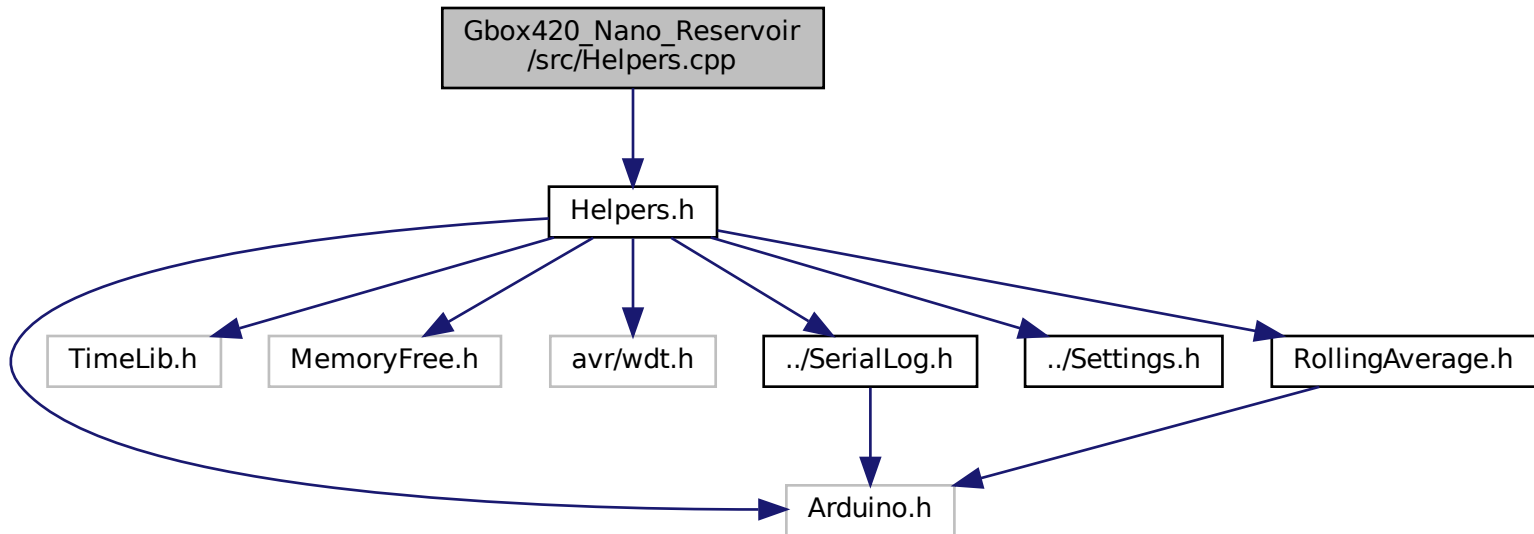 Gbox420_Nano_Reservoir
/src/Helpers.cpp
Helpers.h
TimeLib.h
MemoryFree.h
avr/wdt.h
../SerialLog.h
../Settings.h
RollingAverage.h
Arduino.h